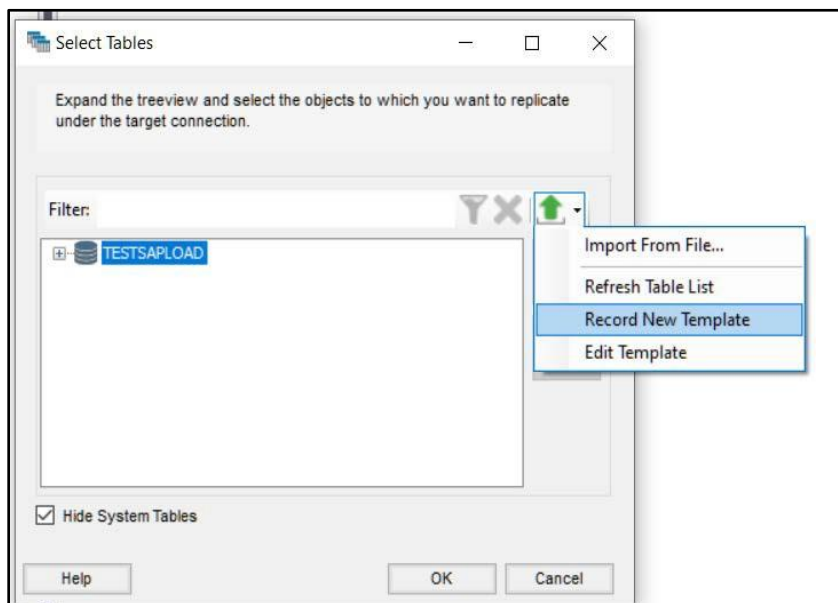 Select Tables
Expand the treeview and select the objects to which you want to replicate
under the target connection.
Filter:
Import From File...
TESTSAPLOAD
Refresh Table List
Record New Template
Edit Template
Hide System Tables
Help
OK
Cancel